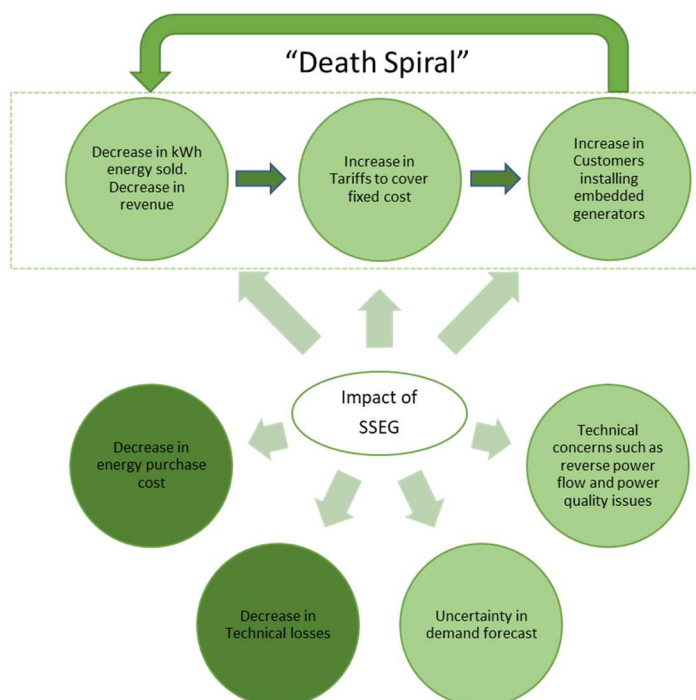 “Death Spiral”
Decrease in kWh
energy sold.
Decrease in
revenue
Increase in
Tariffs to cover
fixed cost
Increase in
Customers
installing
embedded
generators
Impact of
SSEG
Decrease in
energy purchase
cost
Technical
concerns such as
reverse power
flow and power
quality issues
Decrease in
Technical losses
Uncertainty in
demand forecast